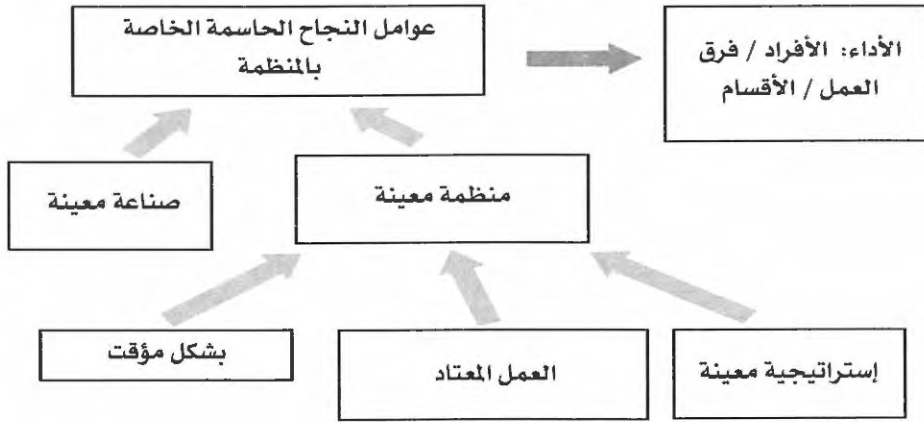 عوامل النجاح الحاسمة الخاصة
بالمنظمة
الأداء: الأفراد / فرق
العمل / الأقسام
صناعة معينة
منظمة معينة
بشكل مؤقت
العمل المعتاد
إستراتيجية معينة